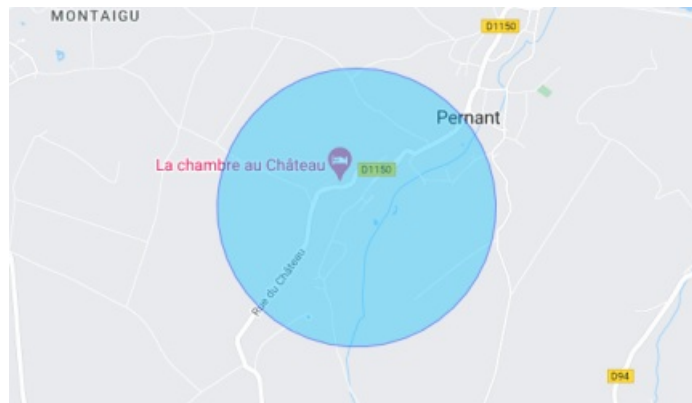 MONTAIGU
D1150
Pernant
La chambre au Château
D1150
Rue du Château
D94